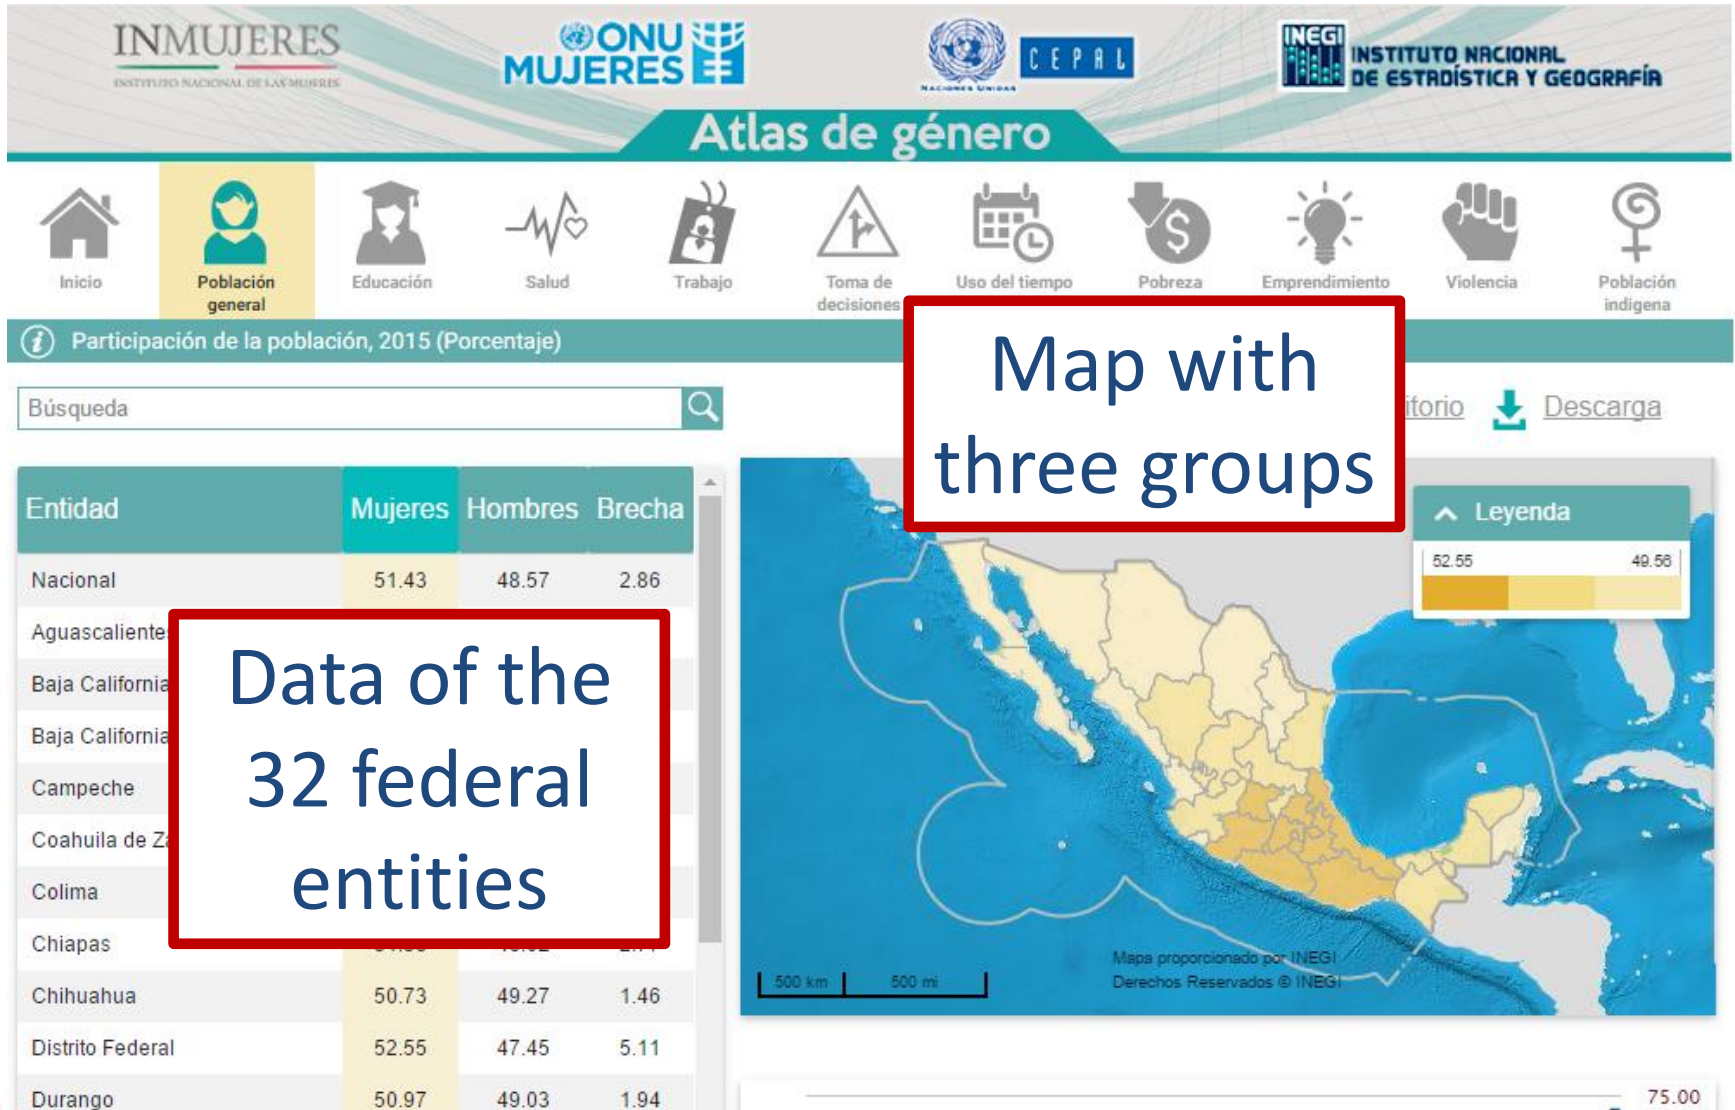 INMUJERES
INSTITUTO NACIONAL DE LAS MUJERES
ONU
MUJERES
NACIONES UNIDAS
CEPAL
INEGI
INSTITUTO NACIONAL
DE ESTADÍSTICA Y GEOGRAFÍA
Atlas de género
Inicio
Población
general
Educación
Salud
Trabajo
Toma de
decisiones
Uso del tiempo
Pobreza
Emprendimiento
Violencia
Población
indigena
Participación de la población, 2015 (Porcentaje)
Map with
three groups
Búsqueda
itorio
Descarga
Entidad Mujeres Hombres Brecha
Nacional 51.43 48.57 2.86
Aguascalientes
Baja California
Baja California
Campeche
Coahuila de Za
Colima
Chiapas
Chihuahua 50.73 49.27 1.46
Distrito Federal 52.55 47.45 5.11
Durango 50.97 49.03 1.94
Data of the
32 federal
entities
Leyenda
52.55 49.56
500 km 500 mi
Mapa proporcionado por INEGI
Derechos Reservados © INEGI
75.00